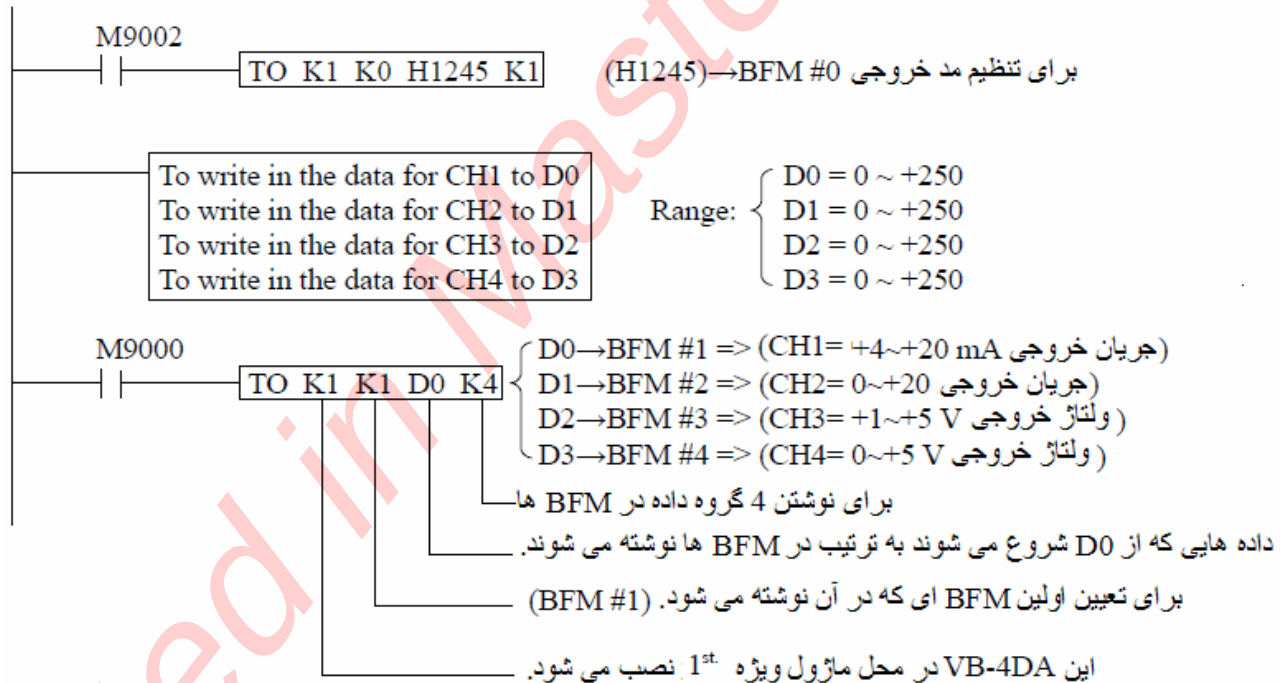 M9002
TO K1 K0 H1245 K1 (H1245)→BFM #0 برای تنظیم مد خروجی
To write in the data for CH1 to D0
To write in the data for CH2 to D1
To write in the data for CH3 to D2
To write in the data for CH4 to D3
Range:
D0 = 0 ~ +250
D1 = 0 ~ +250
D2 = 0 ~ +250
D3 = 0 ~ +250
M9000
TO K1 K1 D0 K4
D0→BFM #1 => (CH1= +4~+20 mA جریان خروجی)
D1→BFM #2 => (CH2= 0~+20 جریان خروجی)
D2→BFM #3 => (CH3= +1~+5 V ولتاژ خروجی )
D3→BFM #4 => (CH4= 0~+5 V ولتاژ خروجی )
برای نوشتن 4 گروه داده در BFM ها
داده هایی که از D0 شروع می شوند به ترتیب در BFM ها نوشته می شوند.
برای تعیین اولین BFM ای که در آن نوشته می شود. (BFM #1)
این VB-4DA در محل ماژول ویژه 1st. نصب می شود.
ed in Maste